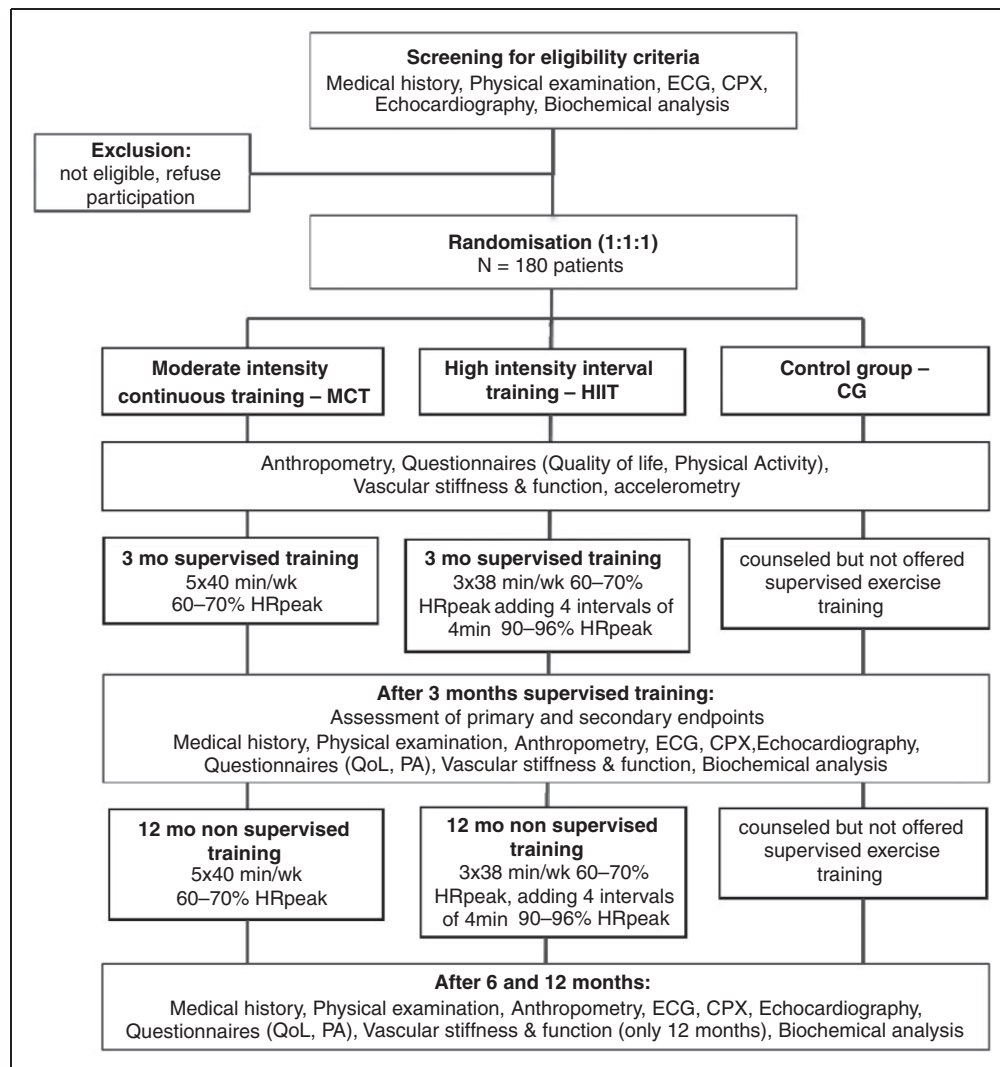 Screening for eligibility criteria
Medical history, Physical examination, ECG, CPX,
Echocardiography, Biochemical analysis
Exclusion:
not eligible, refuse
participation
Randomisation (1:1:1)
N = 180 patients
Moderate intensity
continuous training – MCT
High intensity interval
training – HIIT
Control group –
CG
Anthropometry, Questionnaires (Quality of life, Physical Activity),
Vascular stiffness & function, accelerometry
3 mo supervised training
5x40 min/wk
60–70% HRpeak
3 mo supervised training
3x38 min/wk 60–70%
HRpeak adding 4 intervals of
4min 90–96% HRpeak
counseled but not offered
supervised exercise
training
After 3 months supervised training:
Assessment of primary and secondary endpoints
Medical history, Physical examination, Anthropometry, ECG, CPX,Echocardiography,
Questionnaires (QoL, PA), Vascular stiffness & function, Biochemical analysis
12 mo non supervised
training
5x40 min/wk
60–70% HRpeak
12 mo non supervised
training
3x38 min/wk 60–70%
HRpeak, adding 4 intervals
of 4min 90–96% HRpeak
counseled but not offered
supervised exercise
training
After 6 and 12 months:
Medical history, Physical examination, Anthropometry, ECG, CPX, Echocardiography,
Questionnaires (QoL, PA), Vascular stiffness & function (only 12 months), Biochemical analysis